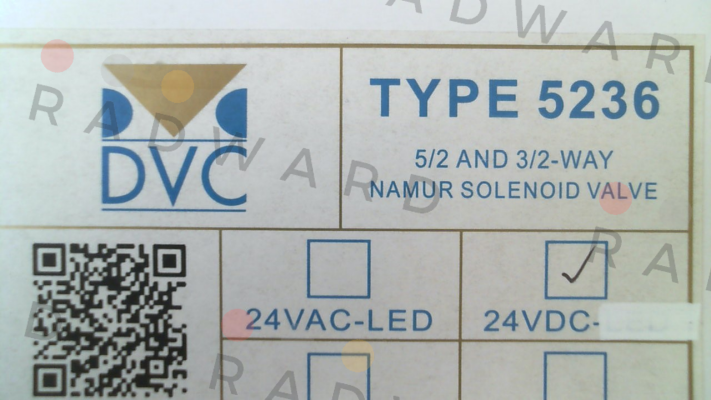 RADWARD
TYPE 5236
DVC
5/2 AND 3/2-WAY
NAMUR SOLENOID VALVE
24VAC-LED
24VDC-